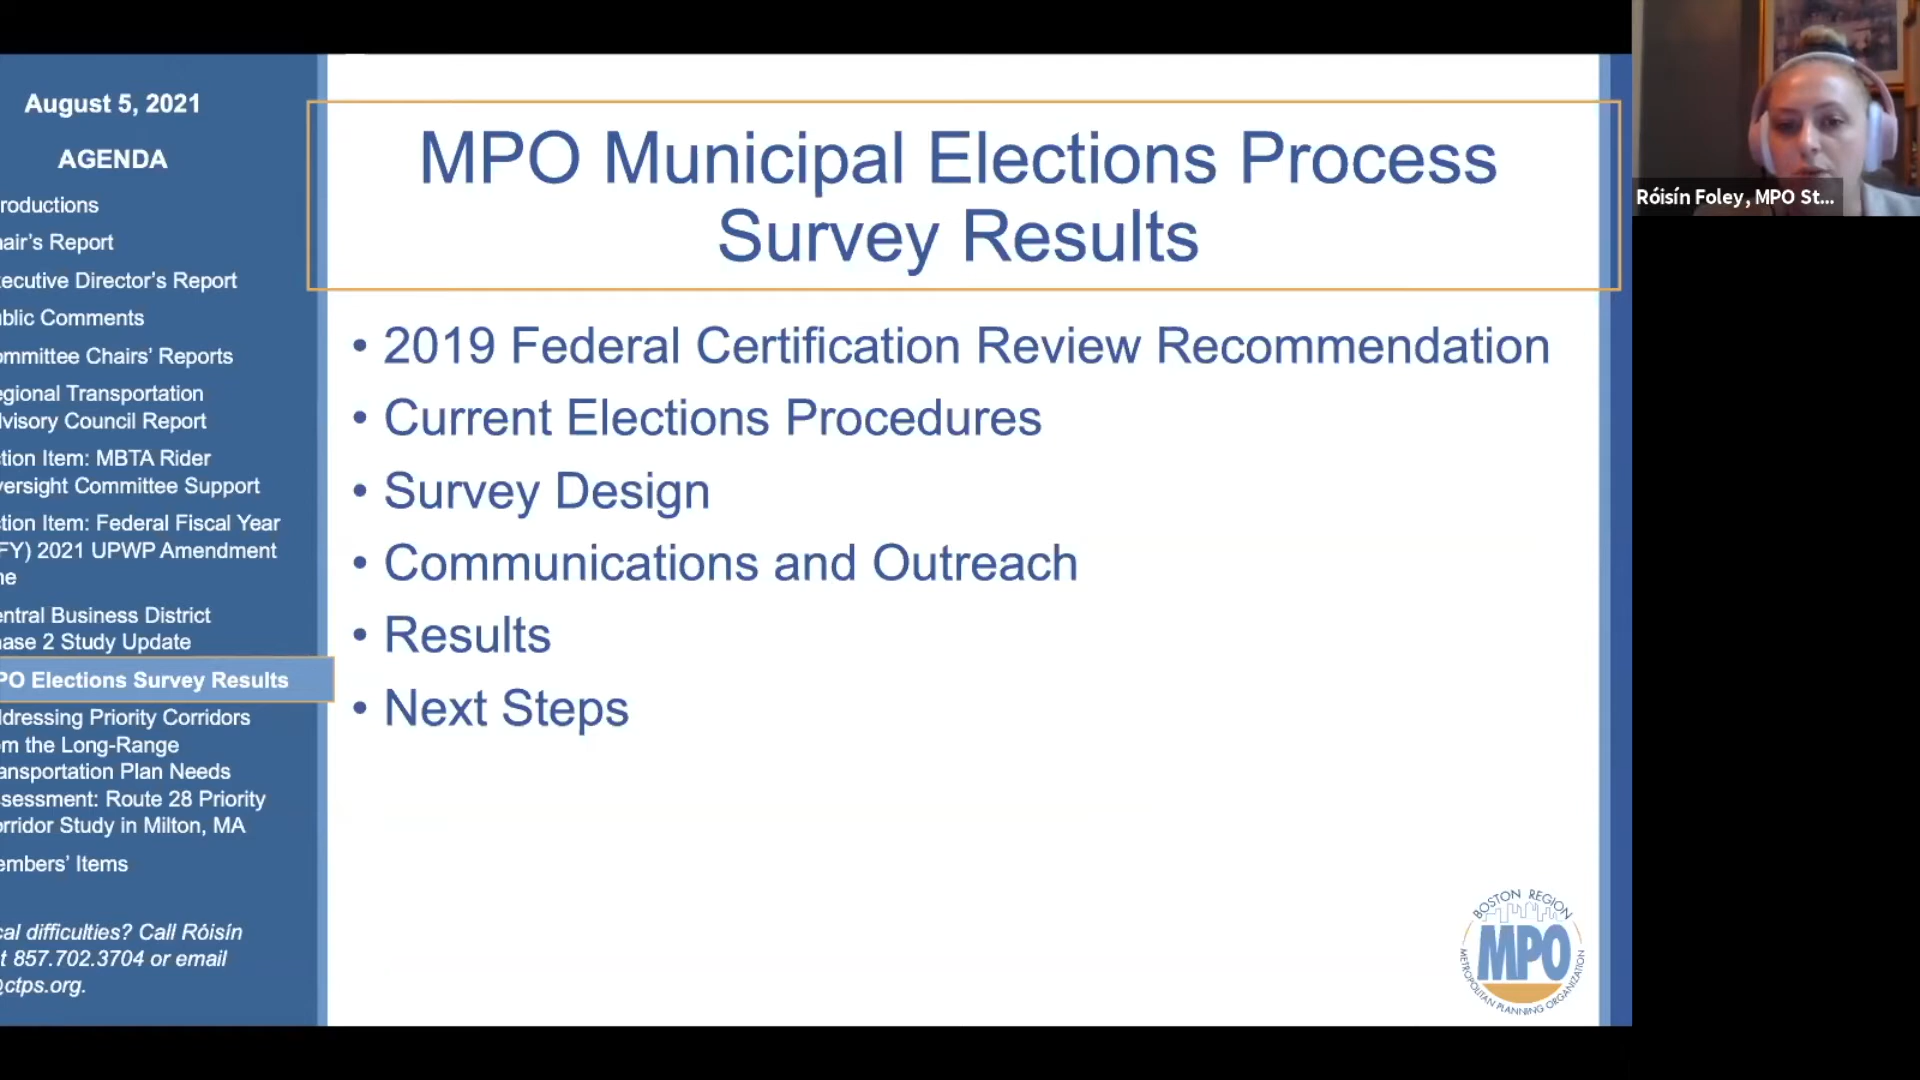 August 5, 2021
AGENDA
roductions
air's Report
ecutive Director's Report
blic Comments
mmittee Chairs' Reports
egional Transportation
lvisory Council Report
tion Item: MBTA Rider
versight Committee Support
tion Item: Federal Fiscal Year
FY) 2021 UPWP Amendment
ne
entral Business District
ase 2 Study Update
PO Elections Survey Results
ldressing Priority Corridors
m the Long-Range
ansportation Plan Needs
sessment: Route 28 Priority
rridor Study in Milton, MA
embers' Items
cal difficulties? Call Róisín
t 857.702.3704 or email
@ctps.org.
MPO Municipal Elections Process
Survey Results
• 2019 Federal Certification Review Recommendation
• Current Elections Procedures
• Survey Design
• Communications and Outreach
• Results
• Next Steps
BOSTON REGION
MPO
METROPOLITAN PLANNING ORGANIZATION
Róisín Foley, MPO St...